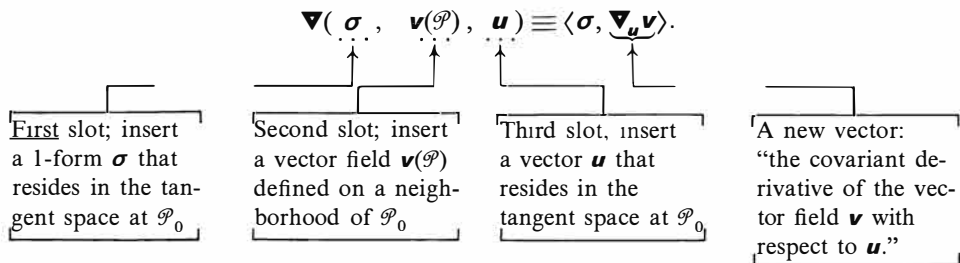 ∇( σ , v(𝒫), u ) ≡ ⟨σ, ∇ᵤv⟩.
First slot; insert
a 1-form σ that
resides in the tan-
gent space at 𝒫₀
Second slot; insert
a vector field v(𝒫)
defined on a neigh-
borhood of 𝒫₀
Third slot, insert
a vector u that
resides in the
tangent space at 𝒫₀
A new vector:
“the covariant de-
rivative of the vec-
tor field v with
respect to u.”